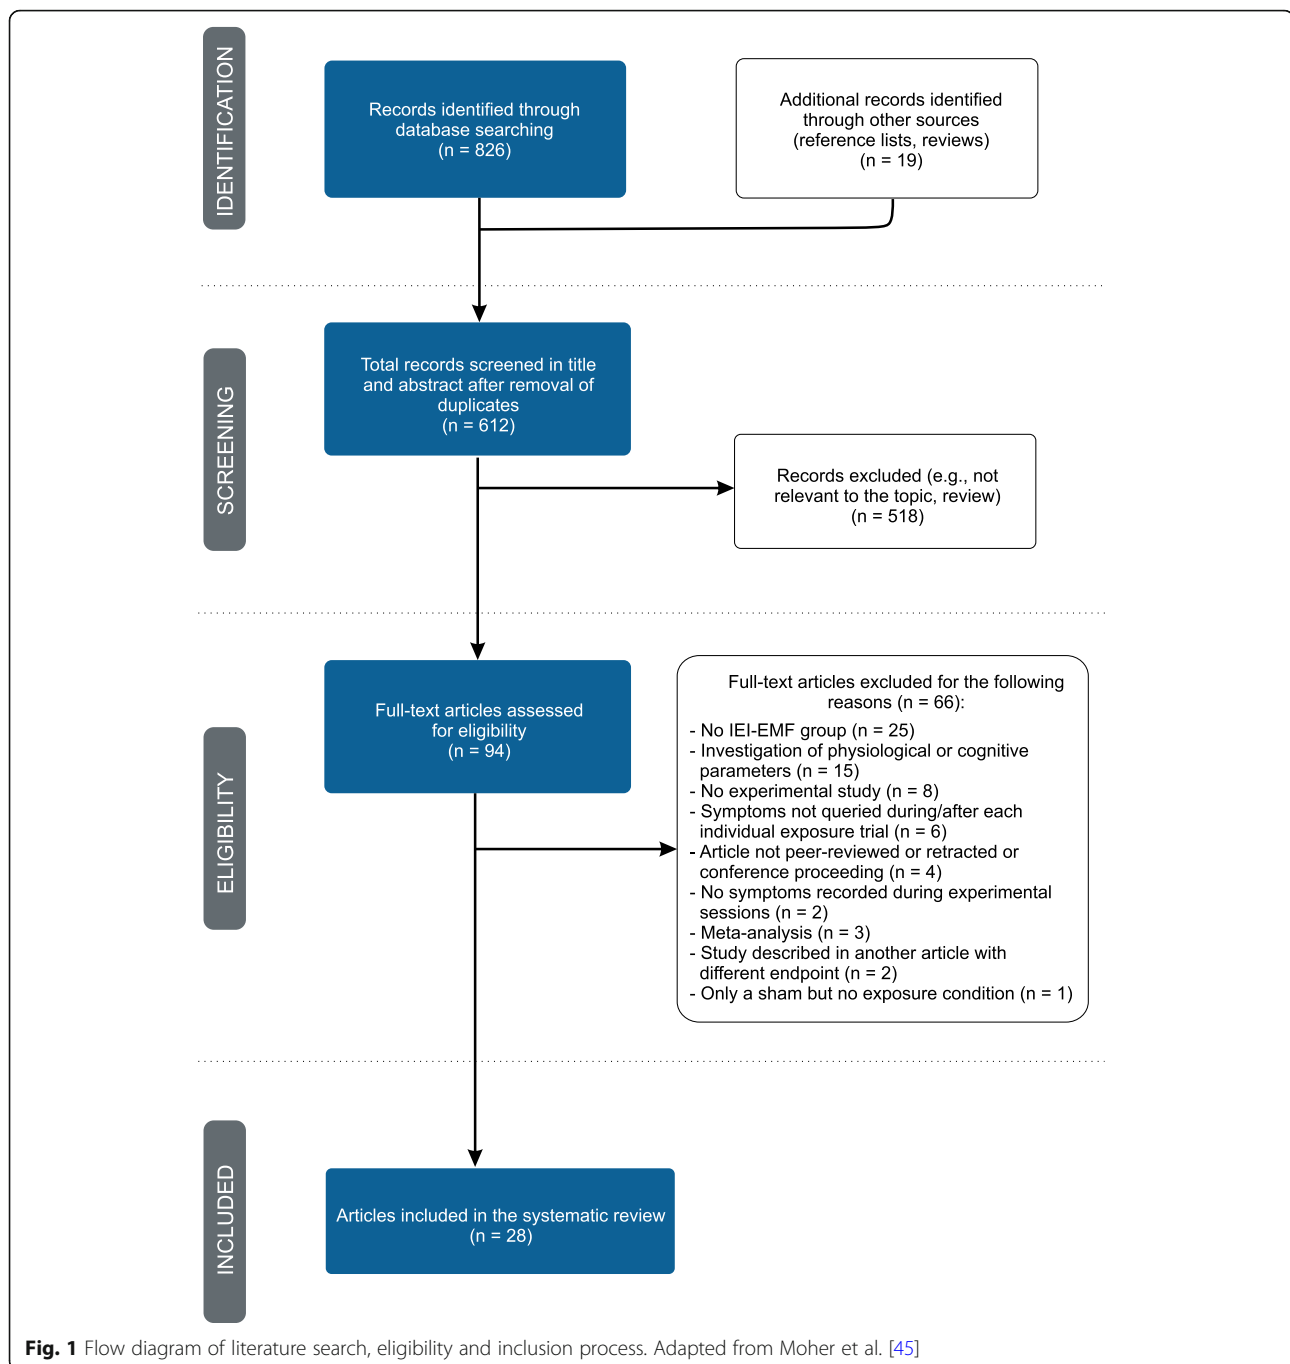 IDENTIFICATION
Records identified through
database searching
(n = 826)
Additional records identified
through other sources
(reference lists, reviews)
(n = 19)
SCREENING
Total records screened in title
and abstract after removal of
duplicates
(n = 612)
Records excluded (e.g., not
relevant to the topic, review)
(n = 518)
ELIGIBILITY
Full-text articles assessed
for eligibility
(n = 94)
Full-text articles excluded for the following
reasons (n = 66):
- No IEI-EMF group (n = 25)
- Investigation of physiological or cognitive
parameters (n = 15)
- No experimental study (n = 8)
- Symptoms not queried during/after each
individual exposure trial (n = 6)
- Article not peer-reviewed or retracted or
conference proceeding (n = 4)
- No symptoms recorded during experimental
sessions (n = 2)
- Meta-analysis (n = 3)
- Study described in another article with
different endpoint (n = 2)
- Only a sham but no exposure condition (n = 1)
INCLUDED
Articles included in the systematic review
(n = 28)
Fig. 1 Flow diagram of literature search, eligibility and inclusion process. Adapted from Moher et al. [45]